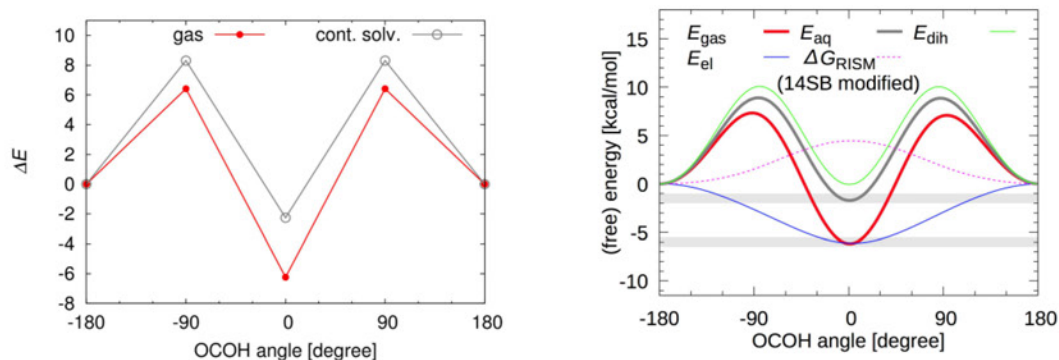 gas cont. solv.
10
8
6
4
2
0
-2
-4
-6
-8
ΔE
-180 -90 0 90 180
OCOH angle [degree]
E_gas E_aq E_dih
E_el ΔG_RISM
(14SB modified)
15
10
5
0
-5
-10
(free) energy [kcal/mol]
-180 -90 0 90 180
OCOH angle [degree]